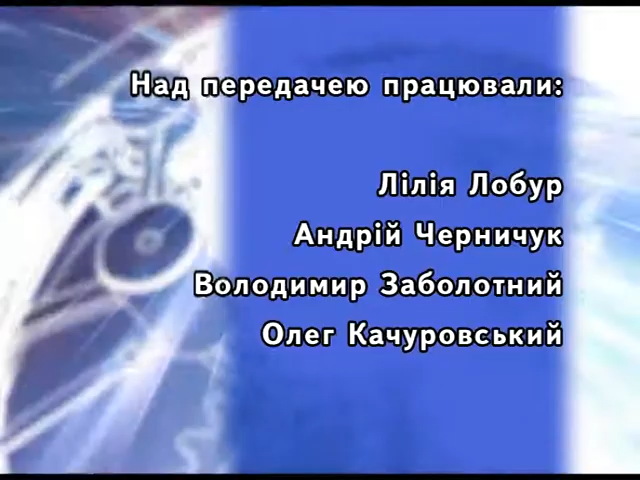 Над передачею працювали:
Лілія Лобур
Андрій Черничук
Володимир Заболотний
Олег Качуровський